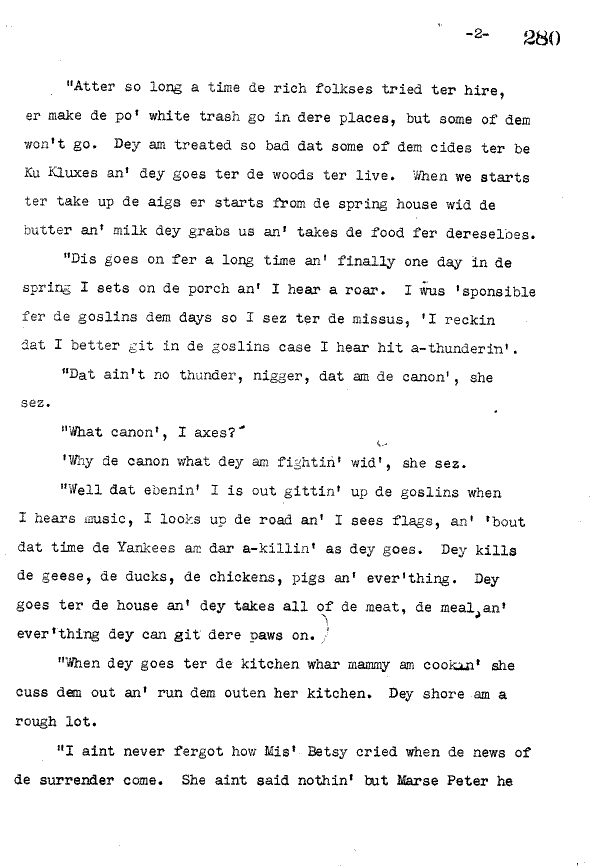 -2- 280
"Atter so long a time de rich folkses tried ter hire,
er make de po' white trash go in dere places, but some of dem
won't go. Dey am treated so bad dat some of dem cides ter be
Ku Kluxes an' dey goes ter de woods ter live. When we starts
ter take up de aigs er starts from de spring house wid de
butter an' milk dey grabs us an' takes de food fer dereselbes.
"Dis goes on fer a long time an' finally one day in de
spring I sets on de porch an' I hear a roar. I wus 'sponsible
fer de goslins dem days so I sez ter de missus, 'I reckin
dat I better git in de goslins case I hear hit a-thunderin'.
"Dat ain't no thunder, nigger, dat am de canon', she
sez.
"What canon', I axes?"
'Why de canon what dey am fightin' wid', she sez.
"Well dat ebenin' I is out gittin' up de goslins when
I hears music, I looks up de road an' I sees flags, an' 'bout
dat time de Yankees am dar a-killin' as dey goes. Dey kills
de geese, de ducks, de chickens, pigs an' ever'thing. Dey
goes ter de house an' dey takes all of de meat, de meal, an'
ever'thing dey can git dere paws on.
"When dey goes ter de kitchen whar mammy am cookin' she
cuss dem out an' run dem outen her kitchen. Dey shore am a
rough lot.
"I aint never fergot how Mis' Betsy cried when de news of
de surrender come. She aint said nothin' but Marse Peter he